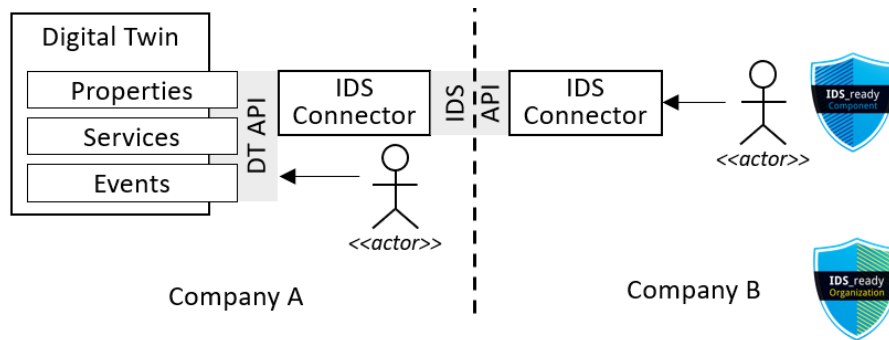 Digital Twin
Properties
Services
Events
DT API
IDS
Connector
IDS
API
IDS
Connector
<<actor>>
<<actor>>
IDS_ready
Component
Company A
Company B
IDS_ready
Organization